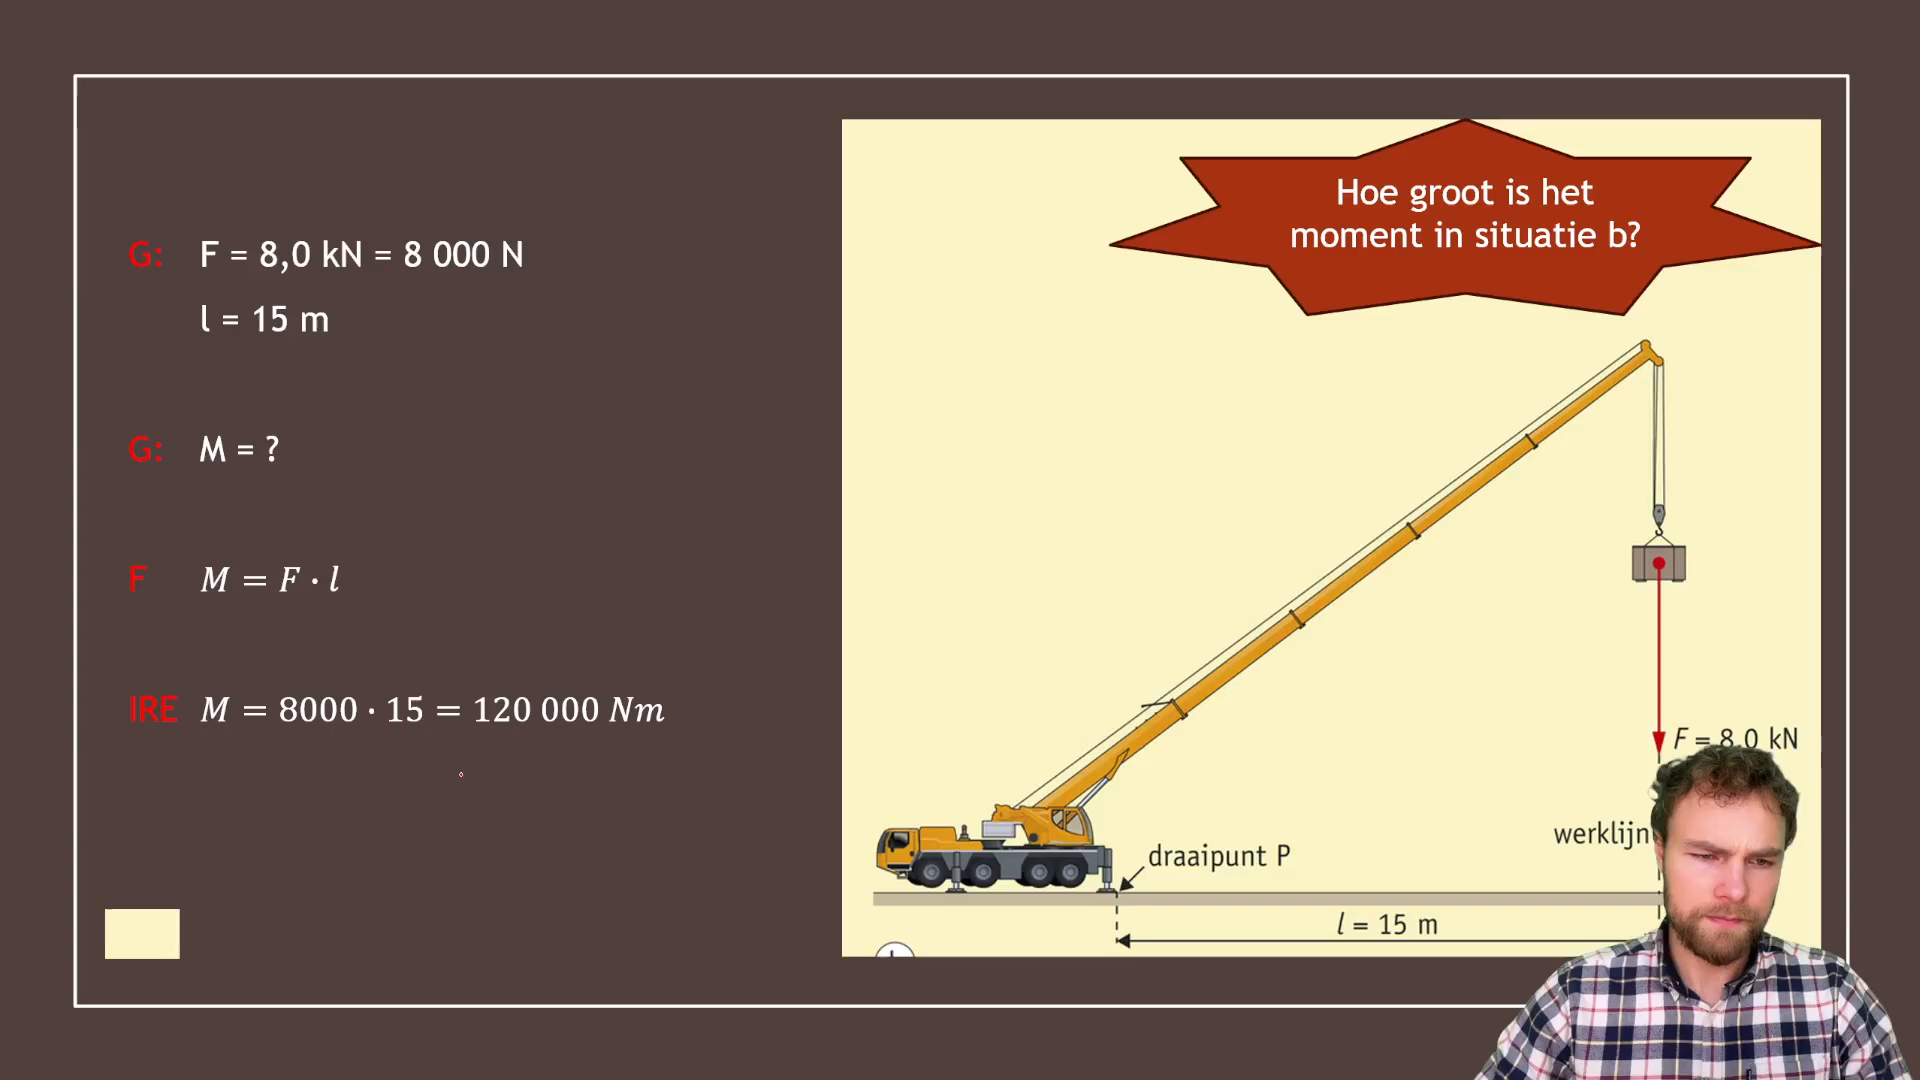 Hoe groot is het
moment in situatie b?
G: F = 8,0 kN = 8 000 N
l = 15 m
G: M = ?
F M = F · l
IRE M = 8000 · 15 = 120 000 Nm
F = 8,0 kN
werklijn
draaipunt P
l = 15 m